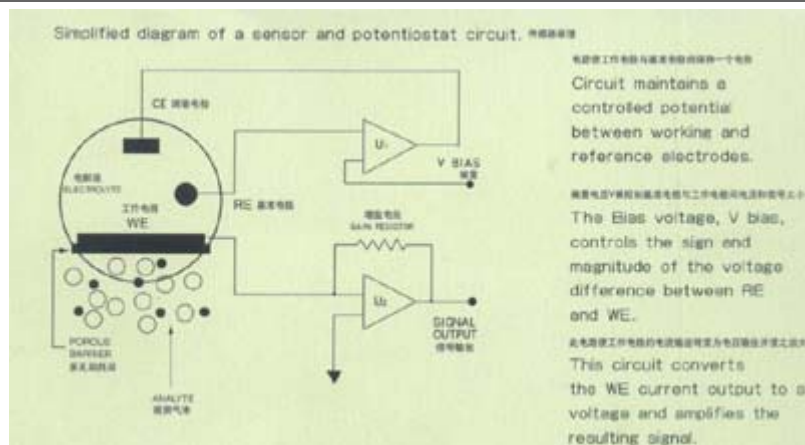 Simplified diagram of a sensor and potentiostat circuit.
CE
电解液
ELECTROLYTE
工作电极
WE
RE
U₁
V BIAS
增益电阻
GAIN RESISTOR
U₂
SIGNAL
OUTPUT
信号输出
POROUS
BARRIER
ANALYTE
Circuit maintains a
controlled potential
between working and
reference electrodes.
The Bias voltage, V bias,
controls the sign and
magnitude of the voltage
difference between RE
and WE.
This circuit converts
the WE current output to a
voltage and amplifies the
resulting signal.